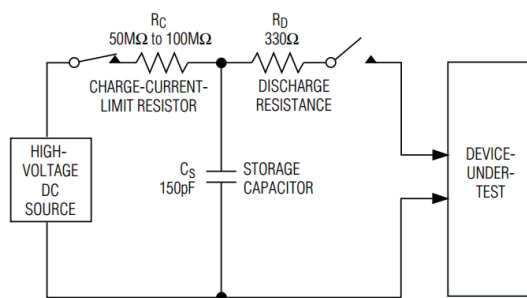 RC
50MΩ to 100MΩ
CHARGE-CURRENT-
LIMIT RESISTOR
RD
330Ω
DISCHARGE
RESISTANCE
HIGH-
VOLTAGE
DC
SOURCE
CS
150pF
STORAGE
CAPACITOR
DEVICE-
UNDER-
TEST